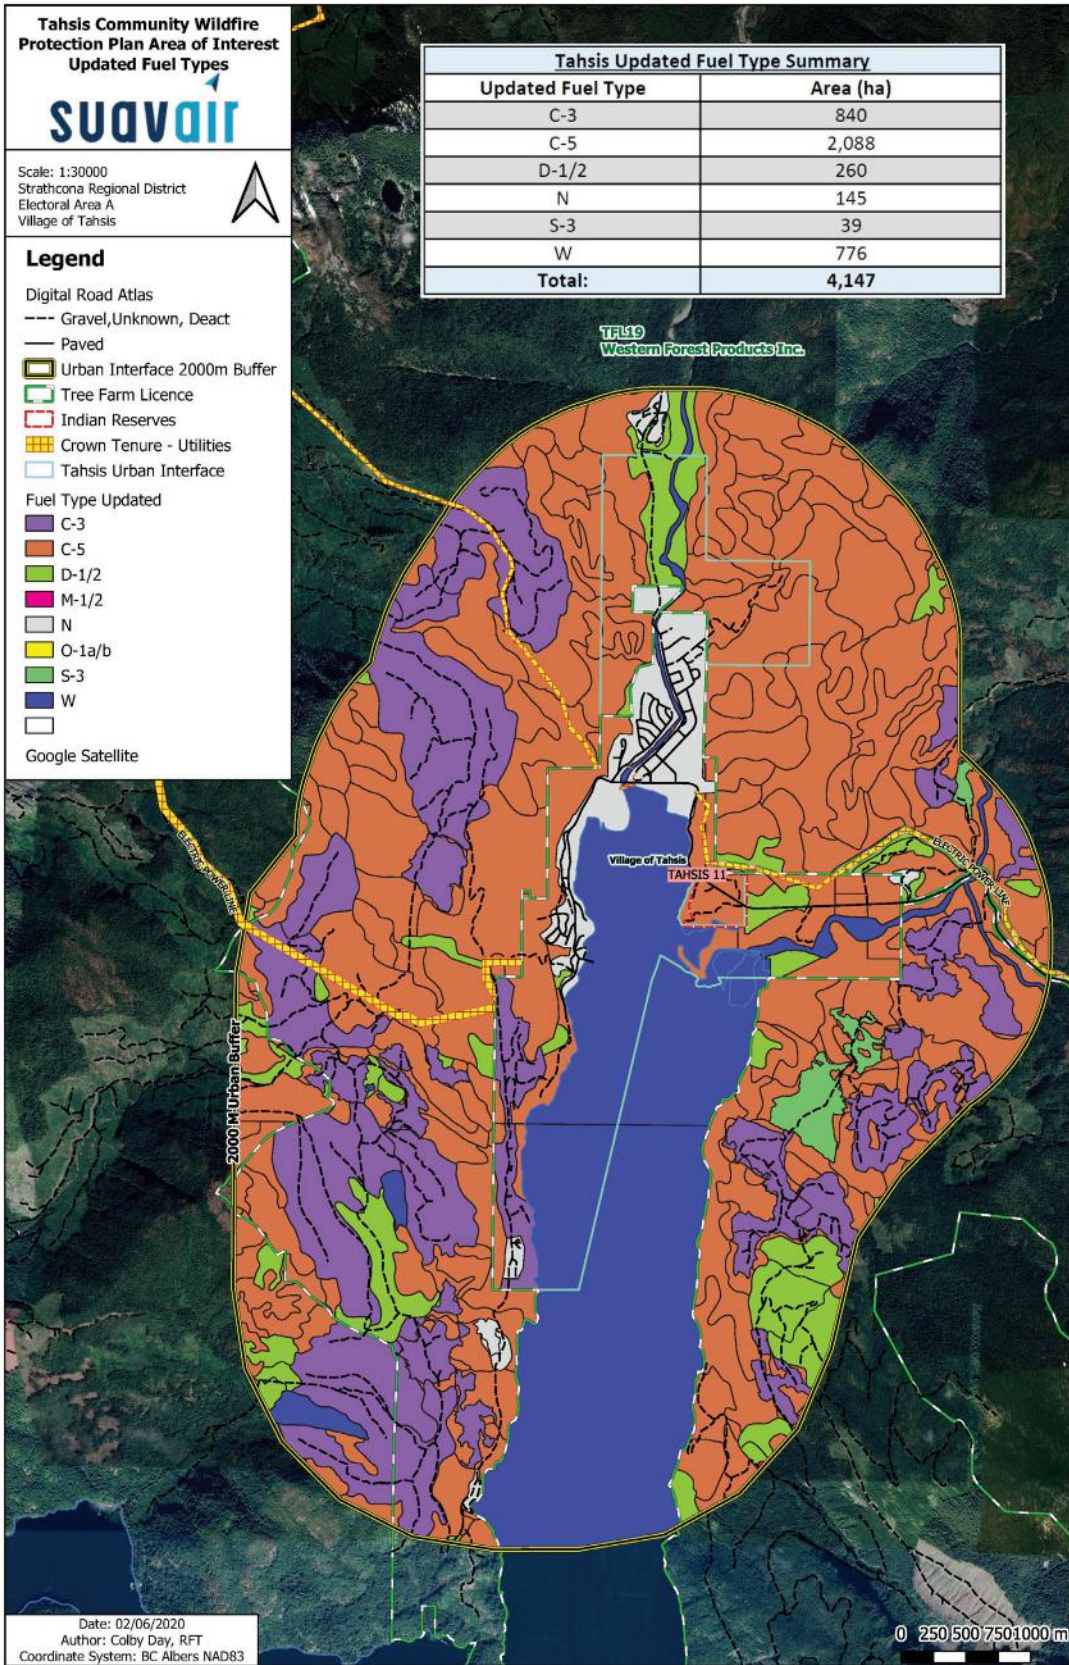 Tahsis Community Wildfire
Protection Plan Area of Interest
Updated Fuel Types
suavair
Scale: 1:30000
Strathcona Regional District
Electoral Area A
Village of Tahsis
Legend
Digital Road Atlas
Gravel,Unknown, Deact
Paved
Urban Interface 2000m Buffer
Tree Farm Licence
Indian Reserves
Crown Tenure - Utilities
Tahsis Urban Interface
Fuel Type Updated
C-3
C-5
D-1/2
M-1/2
N
O-1a/b
S-3
W
Google Satellite
Tahsis Updated Fuel Type Summary
Updated Fuel Type Area (ha)
C-3 840
C-5 2,088
D-1/2 260
N 145
S-3 39
W 776
Total: 4,147
TFL19
Western Forest Products Inc.
ELECTRIC POWER LINE
Village of Tahsis
TAHSIS 11
ELECTRIC POWER LINE
2000 M Urban Buffer
Date: 02/06/2020
Author: Colby Day, RFT
Coordinate System: BC Albers NAD83
0 250 500 7501000 m